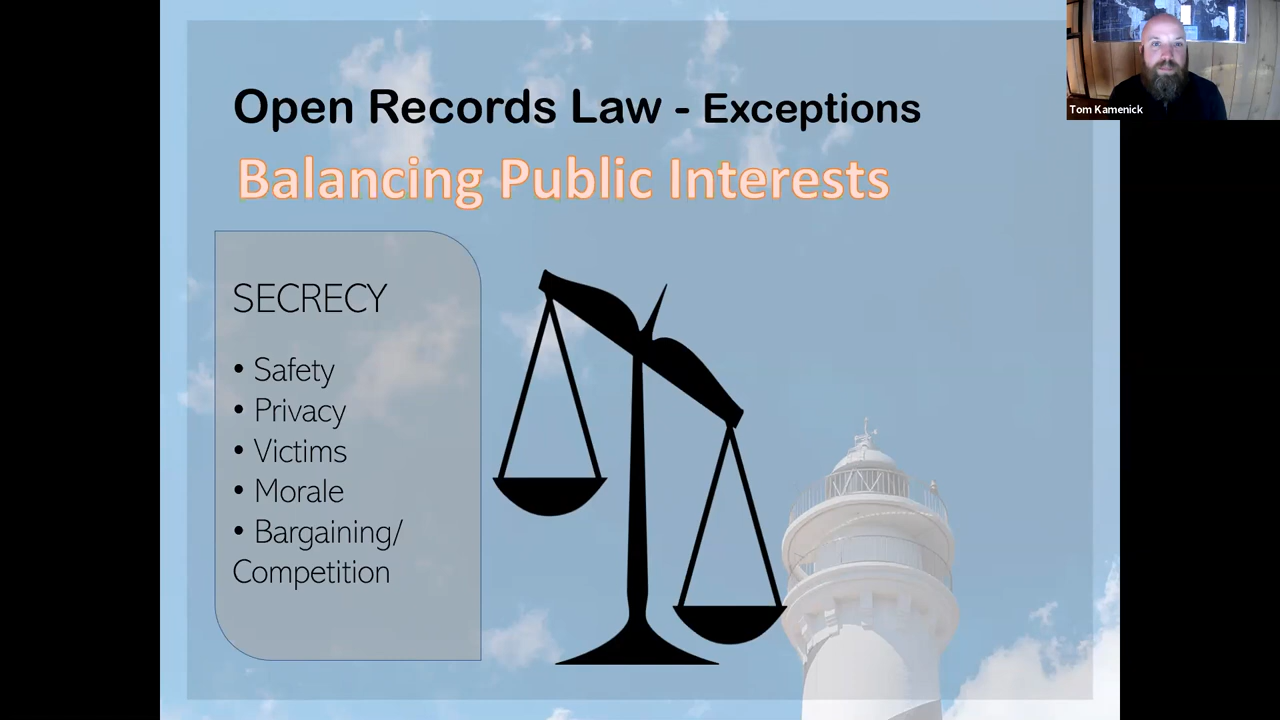 Open Records Law - Exceptions
Balancing Public Interests
SECRECY
• Safety
• Privacy
• Victims
• Morale
• Bargaining/
Competition
Tom Kamenick